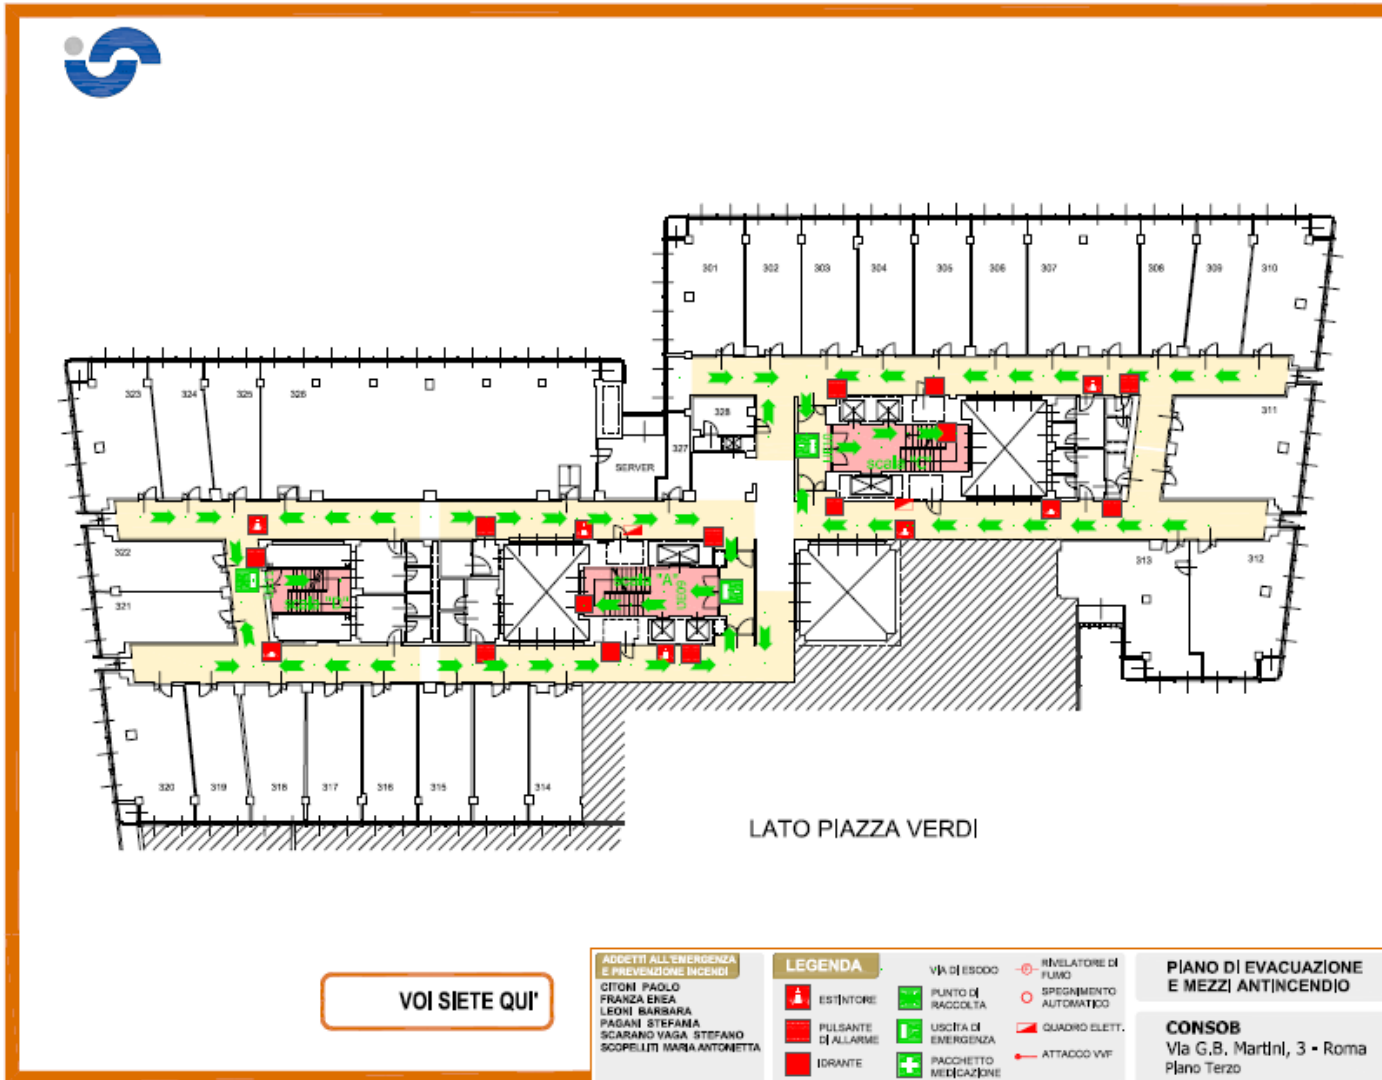 301 302 303 304 305 306 307 308 309 310
323 324 325 326
328
311
327
SERVER
scala "C"
322
313 312
scala "A"
321
320 319 318 317 316 315 314
LATO PIAZZA VERDI
VOI SIETE QUI'
ADDETTI ALL'EMERGENZA
E PREVENZIONE INCENDI
CITONI PAOLO
FRANZA ENEA
LEONI BARBARA
PAGANI STEFANIA
SCARANO VAGA STEFANO
SCOPELLITI MARIA ANTONIETTA
LEGENDA
ESTINTORE
PULSANTE
DI ALLARME
IDRANTE
VIA DI ESODO
PUNTO DI
RACCOLTA
USCITA DI
EMERGENZA
PACCHETTO
MEDICAZIONE
RIVELATORE DI
FUMO
SPEGNIMENTO
AUTOMATICO
QUADRO ELETT.
ATTACCO VVF
PIANO DI EVACUAZIONE
E MEZZI ANTINCENDIO
CONSOB
Via G.B. Martini, 3 - Roma
Piano Terzo